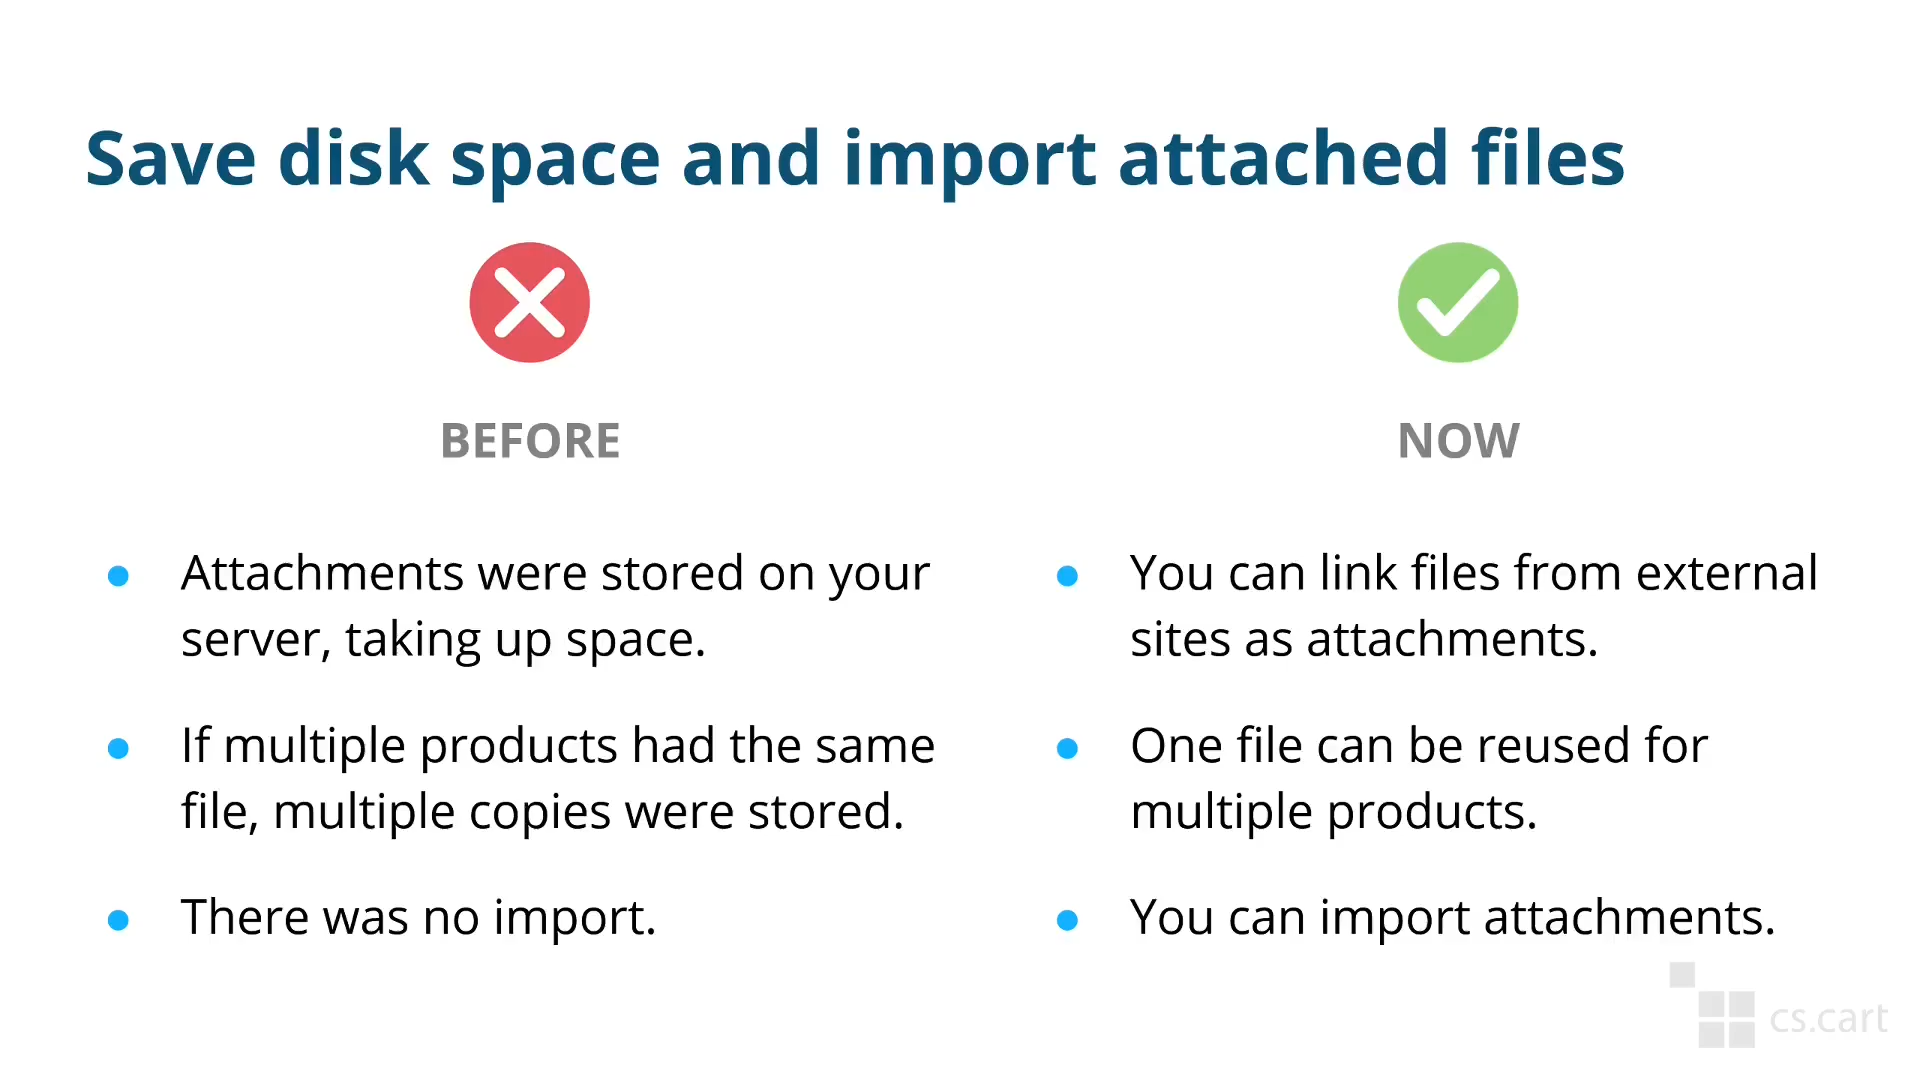 Save disk space and import attached files
BEFORE
Attachments were stored on your
server, taking up space.
If multiple products had the same
file, multiple copies were stored.
There was no import.
NOW
You can link files from external
sites as attachments.
One file can be reused for
multiple products.
You can import attachments.
cs.cart